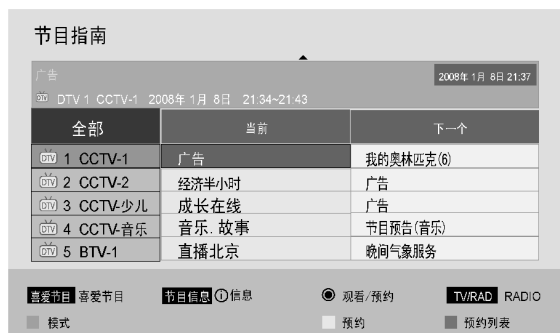 节目指南
广告
2008年 1月 8日 21:37
DTV DTV 1 CCTV-1 2008年 1月 8日 21:34~21:43
全部 当前 下一个
DTV 1 CCTV-1 广告 我的奥林匹克(6)
DTV 2 CCTV-2 经济半小时 广告
DTV 3 CCTV-少儿 成长在线 广告
DTV 4 CCTV-音乐 音乐. 故事 节目预告(音乐)
DTV 5 BTV-1 直播北京 晚间气象服务
喜爱节目 喜爱节目 节目信息 ①信息 观看/预约 TV/RAD RADIO
模式 预约 预约列表